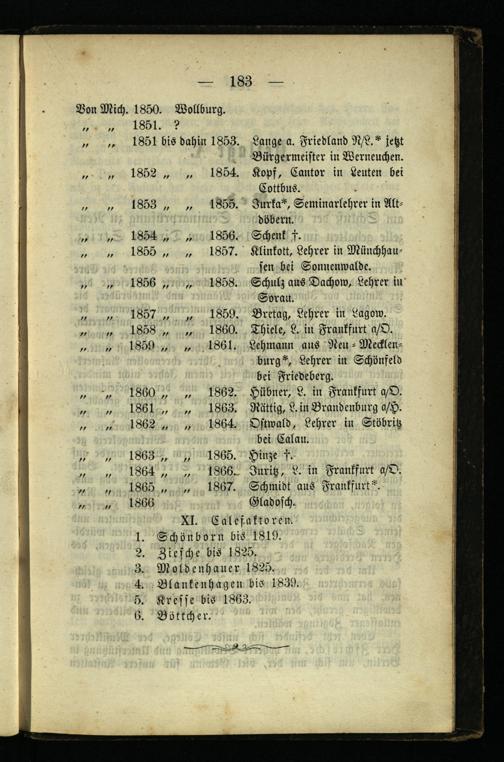 — 183 —
Von Mich. 1850. Wollburg.
„ „ 1851. ?
„ „ 1851 bis dahin 1853. Lange a. Friedland N/L.* jetzt
Bürgermeister in Werneuchen.
„ „ 1852 „ „ 1854. Kopf, Cantor in Leuten bei
Cottbus.
„ „ 1853 „ „ 1855. Jurka*, Seminarlehrer in Alt-
döbern.
„ „ 1854 „ „ 1856. Schenk †.
„ „ 1855 „ „ 1857. Klinkott, Lehrer in Münchhau-
sen bei Sonnenwalde.
„ „ 1856 „ „ 1858. Schulz aus Dachow, Lehrer in
Sorau.
„ „ 1857 „ „ 1859. Bretag, Lehrer in Lagow.
„ „ 1858 „ „ 1860. Thiele, L. in Frankfurt a/O.
„ „ 1859 „ „ 1861. Lehmann aus Neu-Mecklen-
burg*, Lehrer in Schönfeld
bei Friedeberg.
„ „ 1860 „ „ 1862. Hübner, L. in Frankfurt a/O.
„ „ 1861 „ „ 1863. Rättig, L. in Brandenburg a/H.
„ „ 1862 „ „ 1864. Ostwald, Lehrer in Stöbritz
bei Calau.
„ „ 1863 „ „ 1865. Hinze †.
„ „ 1864 „ „ 1866. Juritz, L. in Frankfurt a/O.
„ „ 1865 „ „ 1867. Schmidt aus Frankfurt*.
„ „ 1866 Gladosch.
XI. Calefaktoren.
1. Schönborn bis 1819.
2. Ziesche bis 1825.
3. Moldenhauer 1825.
4. Blankenhagen bis 1839.
5. Kresse bis 1863.
6. Böttcher.